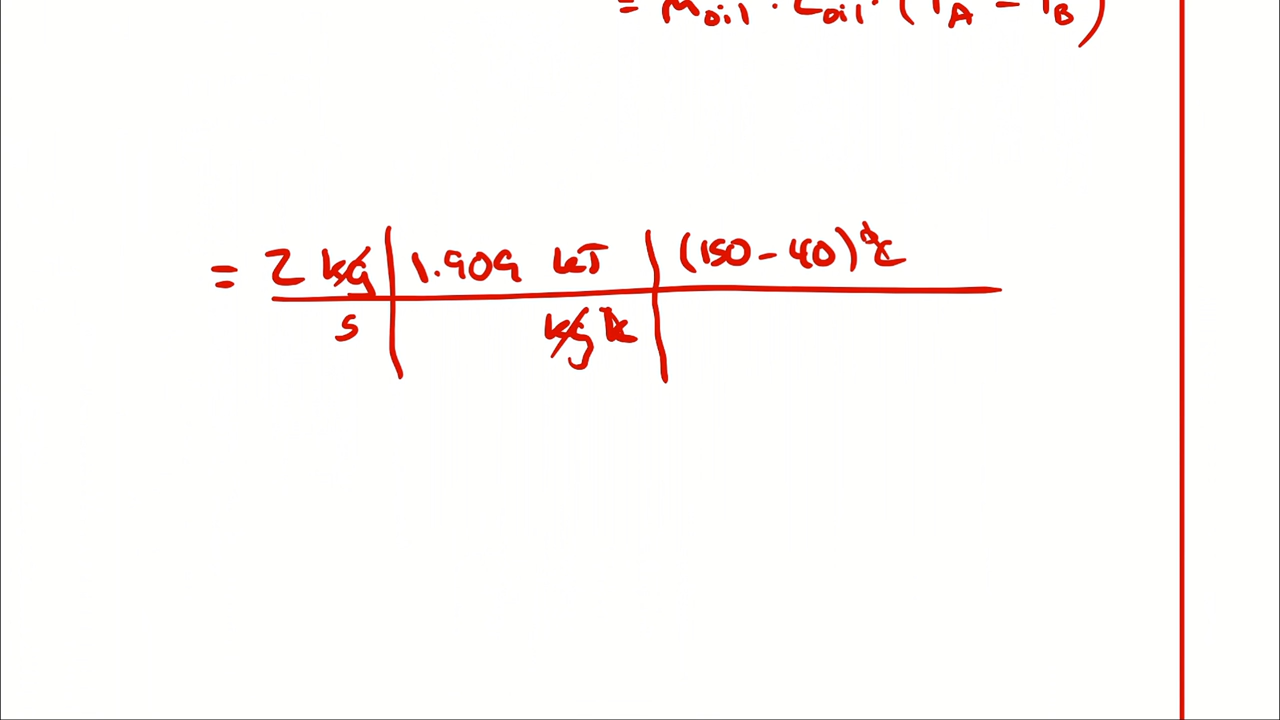 = ṁoil · Coil · (TA - TB)
= 2 kg | 1.909 kJ | (150 - 40) °C
s | kg K |